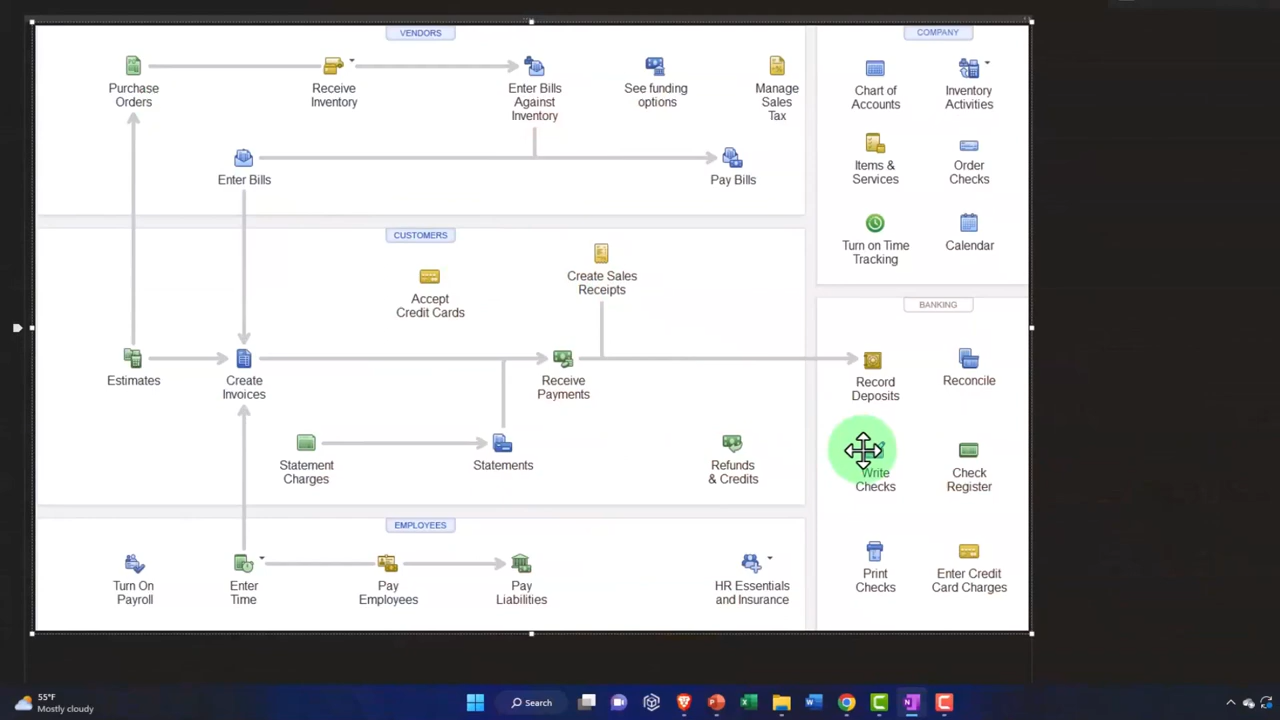 VENDORS
Purchase
Orders
Receive
Inventory
Enter Bills
Against
Inventory
See funding
options
Manage
Sales
Tax
Enter Bills
Pay Bills
COMPANY
Chart of
Accounts
Inventory
Activities
Items &
Services
Order
Checks
Turn on Time
Tracking
Calendar
CUSTOMERS
Accept
Credit Cards
Create Sales
Receipts
Estimates
Create
Invoices
Receive
Payments
Statement
Charges
Statements
Refunds
& Credits
BANKING
Record
Deposits
Reconcile
Write
Checks
Check
Register
Print
Checks
Enter Credit
Card Charges
EMPLOYEES
Turn On
Payroll
Enter
Time
Pay
Employees
Pay
Liabilities
HR Essentials
and Insurance
55°F
Mostly cloudy
Search